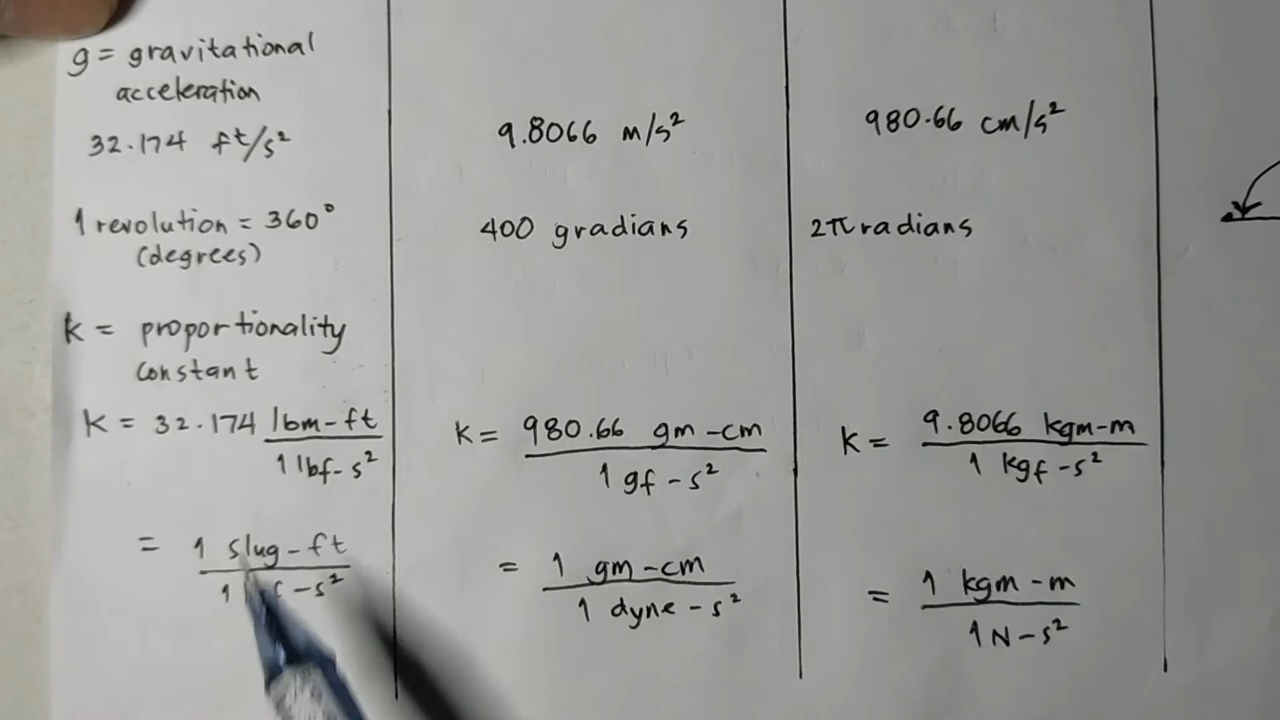 g = gravitational
acceleration
32.174 ft/s²
9.8066 m/s²
980.66 cm/s²
1 revolution = 360°
(degrees)
400 gradians
2π radians
k = proportionality
constant
k = 32.174 lbm-ft
1 lbf-s²
k = 980.66 gm-cm
1 gf-s²
k = 9.8066 kgm-m
1 kgf-s²
= 1 slug-ft
1 -s²
= 1 gm-cm
1 dyne-s²
= 1 kgm-m
1N-s²